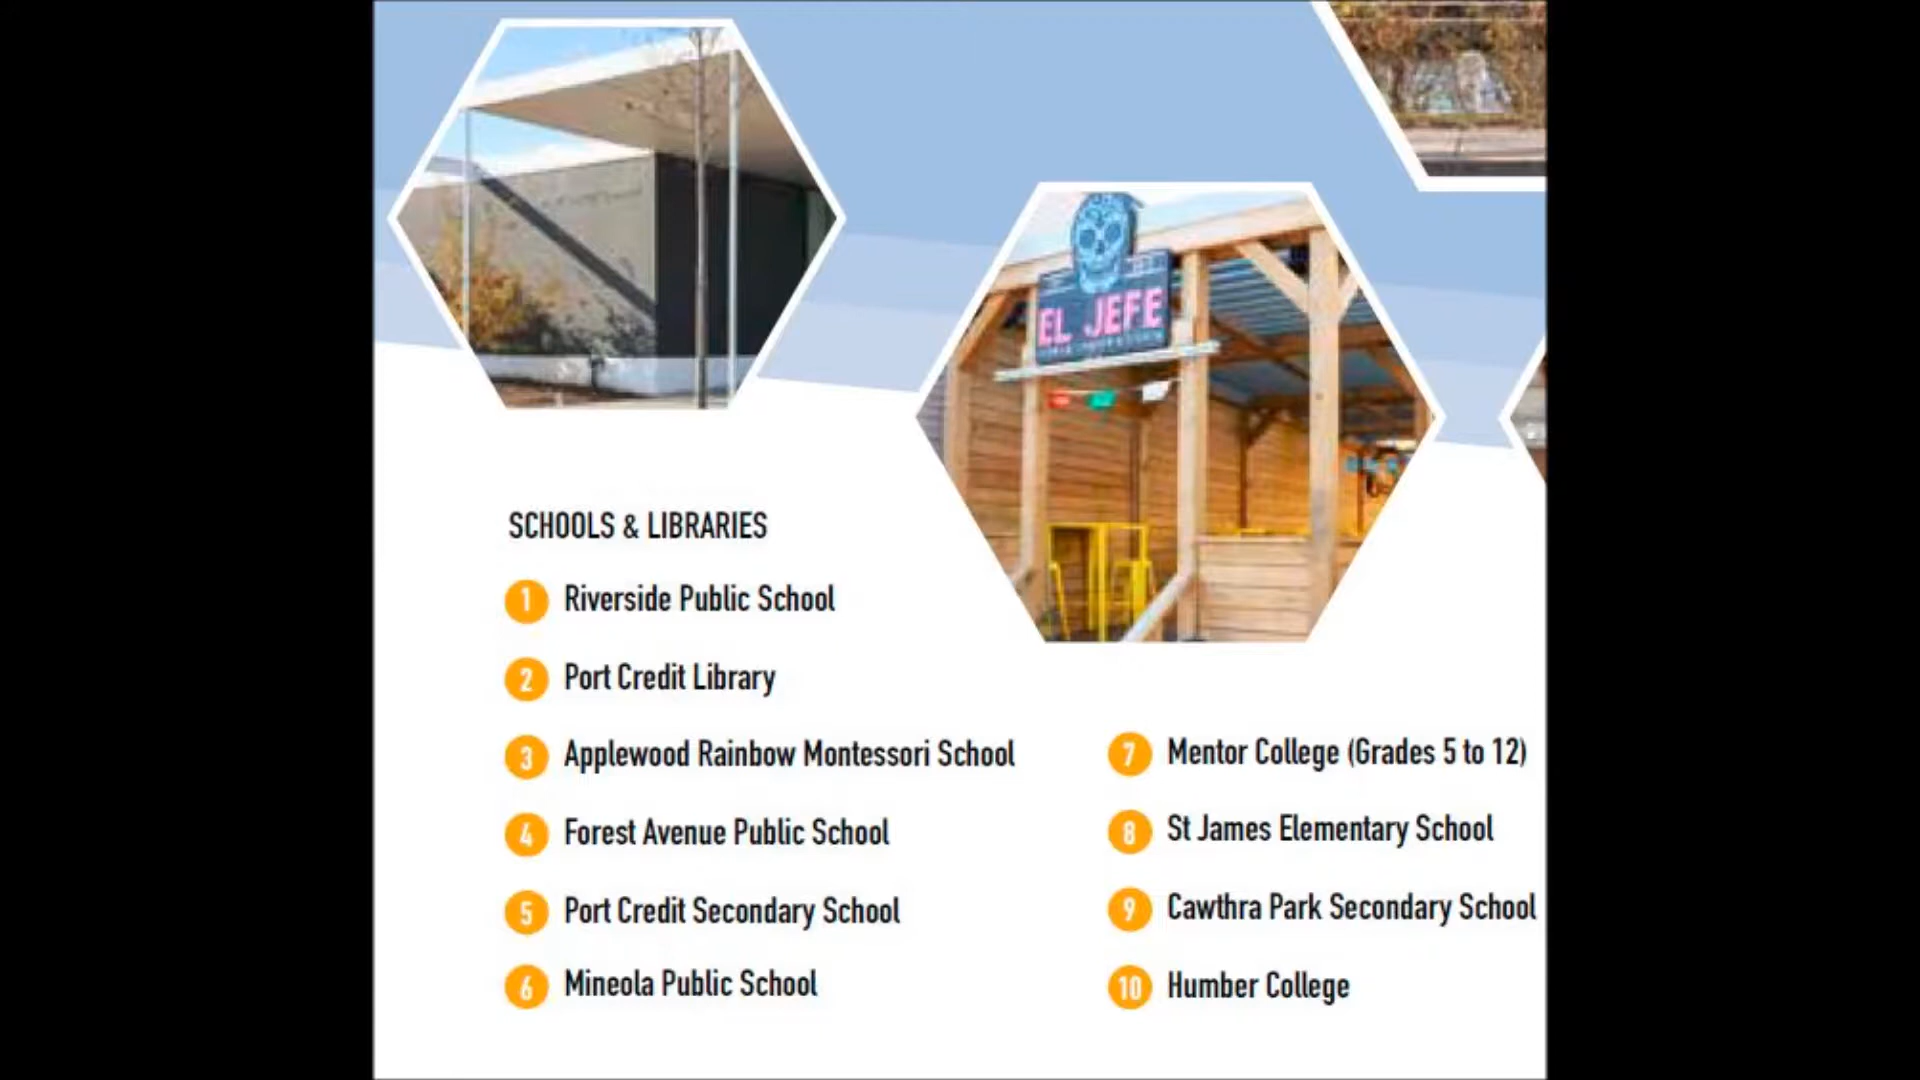 EL JEFE
SCHOOLS & LIBRARIES
1 Riverside Public School
2 Port Credit Library
3 Applewood Rainbow Montessori School
4 Forest Avenue Public School
5 Port Credit Secondary School
6 Mineola Public School
7 Mentor College (Grades 5 to 12)
8 St James Elementary School
9 Cawthra Park Secondary School
10 Humber College